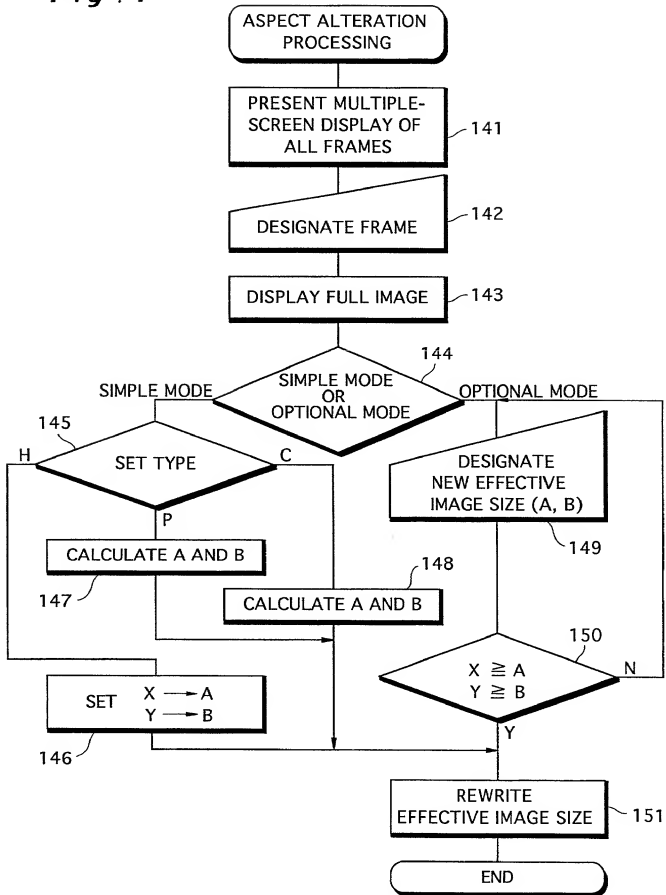 ASPECT ALTERATION
PROCESSING
PRESENT MULTIPLE-
SCREEN DISPLAY OF
ALL FRAMES
141
DESIGNATE FRAME
142
DISPLAY FULL IMAGE
143
144
SIMPLE MODE
OR
OPTIONAL MODE
SIMPLE MODE
OPTIONAL MODE
145
H
SET TYPE
C
P
DESIGNATE
NEW EFFECTIVE
IMAGE SIZE (A, B)
149
CALCULATE A AND B
147
148
CALCULATE A AND B
150
X ≧ A
Y ≧ B
N
Y
SET X → A
Y → B
146
REWRITE
EFFECTIVE IMAGE SIZE
151
END